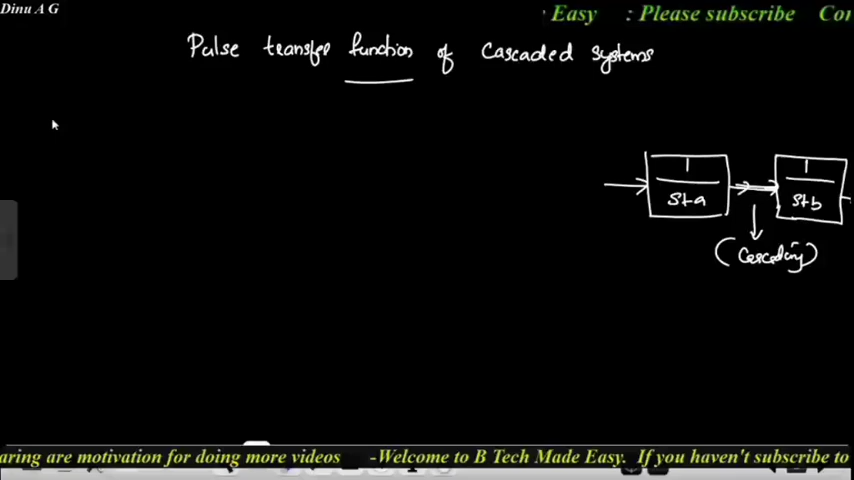 Dinu A G
Easy : Please subscribe Con
Pulse transfer function of Cascaded systems
1
s+a
1
s+b
(Cascading)
aring are motivation for doing more videos -Welcome to B Tech Made Easy. If you haven't subscribe to